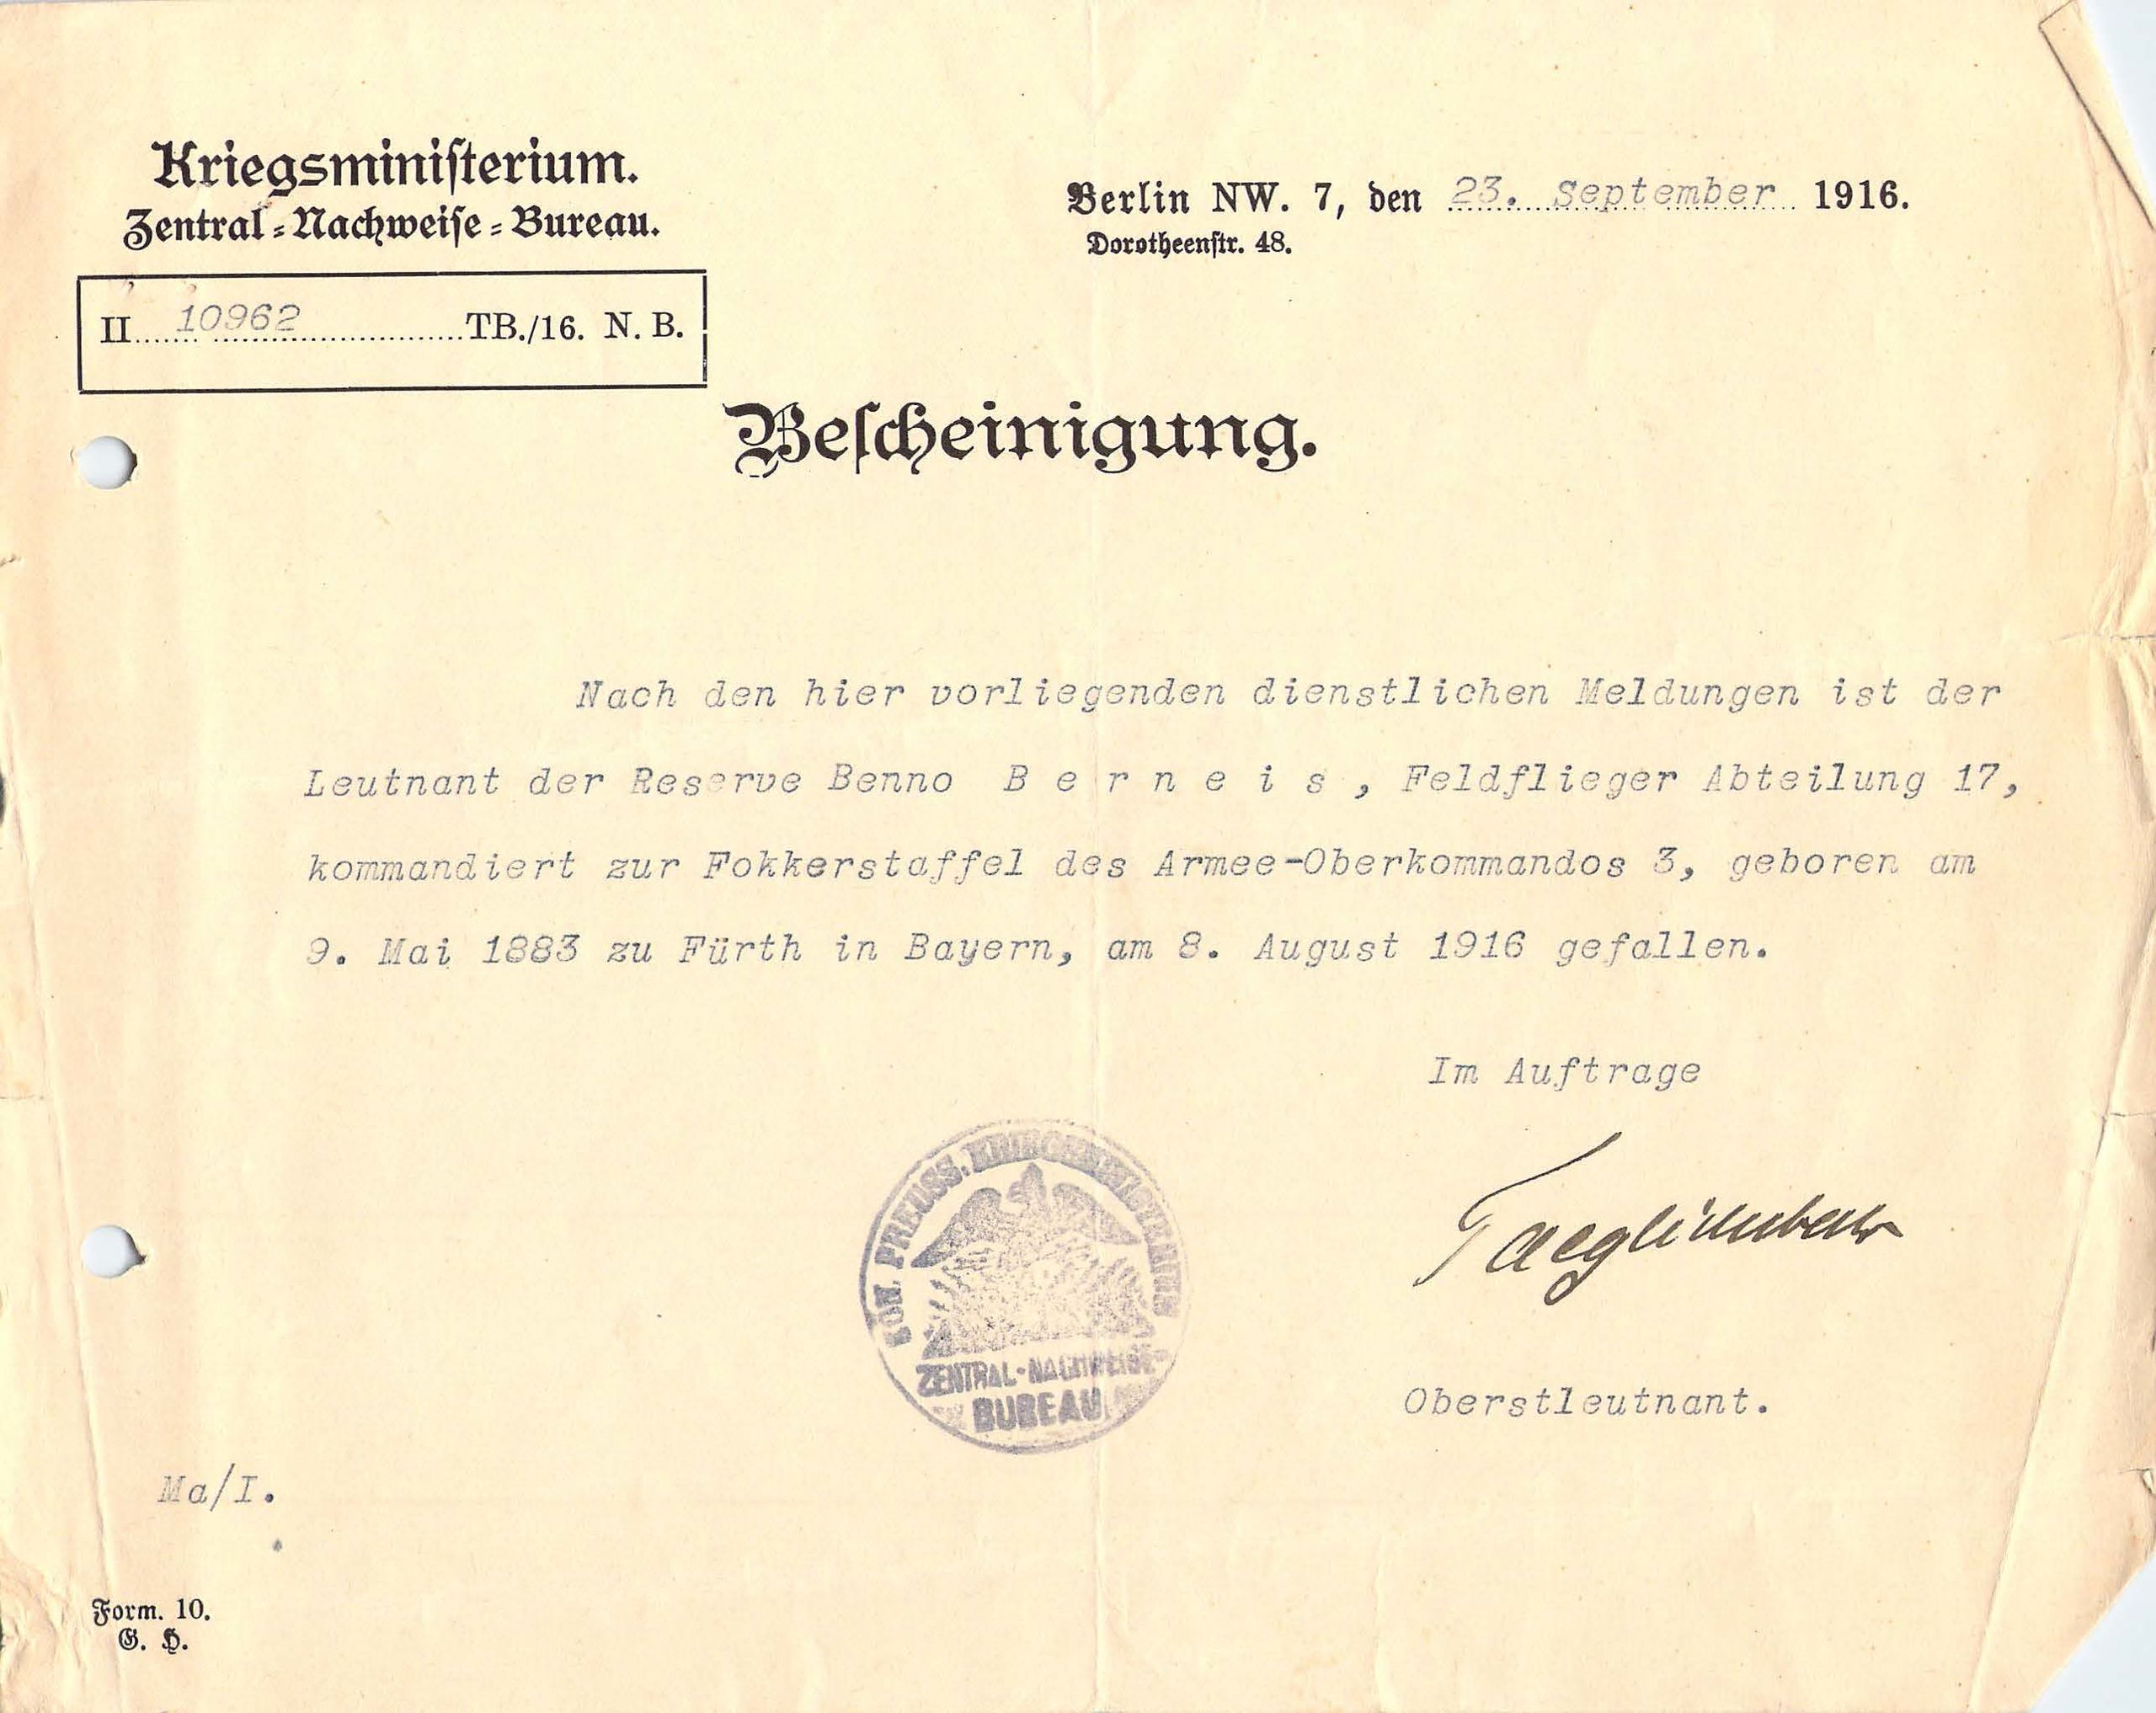 Kriegsministerium.
Zentral-Nachweise-Bureau.
Berlin NW. 7, den 23. September 1916.
Dorotheenstr. 48.
II 10962 TB./16. N. B.
Bescheinigung.
Nach den hier vorliegenden dienstlichen Meldungen ist der
Leutnant der Reserve Benno B e r n e i s , Feldflieger Abteilung 17,
kommandiert zur Fokkerstaffel des Armee-Oberkommandos 3, geboren am
9. Mai 1883 zu Fürth in Bayern, am 8. August 1916 gefallen.
Im Auftrage
KÖN. PREUSS. KRIEGSMINISTERIUMS
ZENTRAL-NACHWEISE-
BUREAU
Oberstleutnant.
Ma/I.
Form. 10.
G. H.